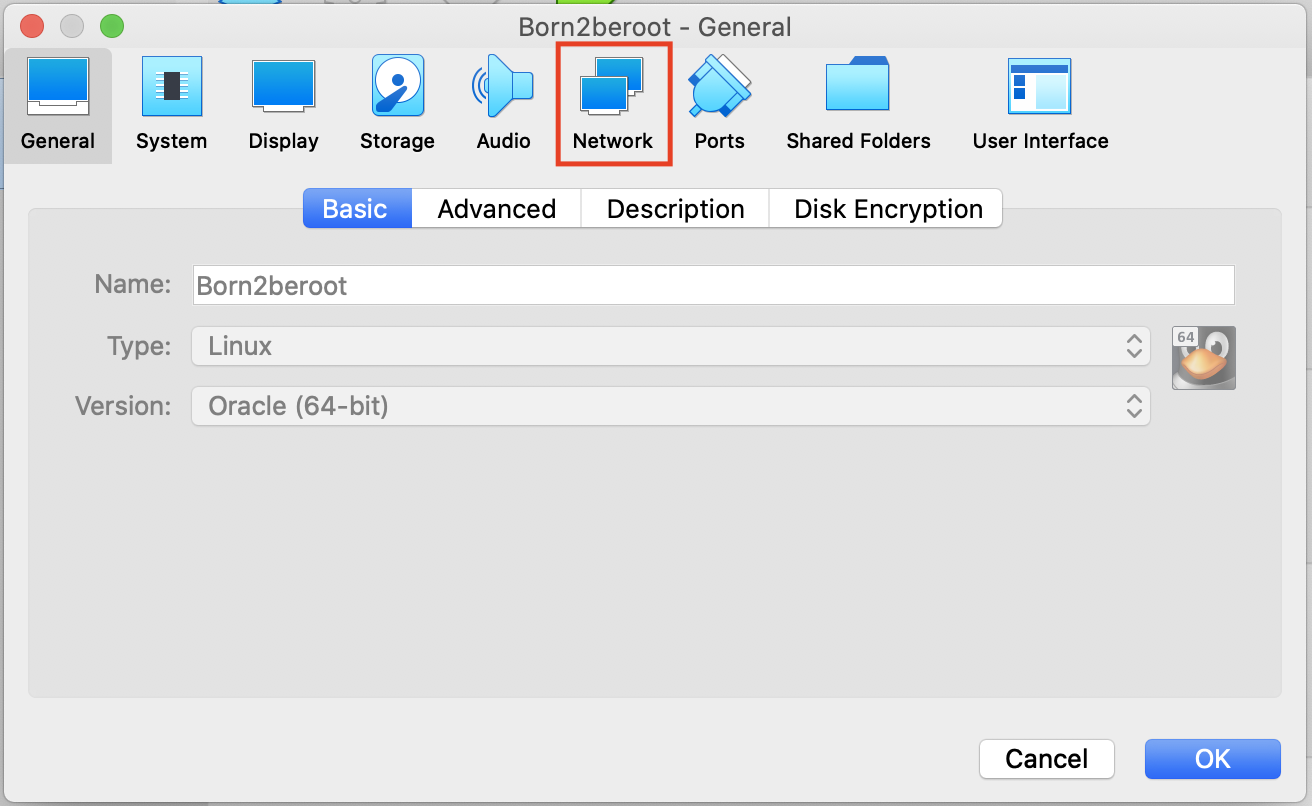 Born2beroot - General
General System Display Storage Audio Network Ports Shared Folders User Interface
Basic Advanced Description Disk Encryption
Name: Born2beroot
Type: Linux
64
Version: Oracle (64-bit)
Cancel OK